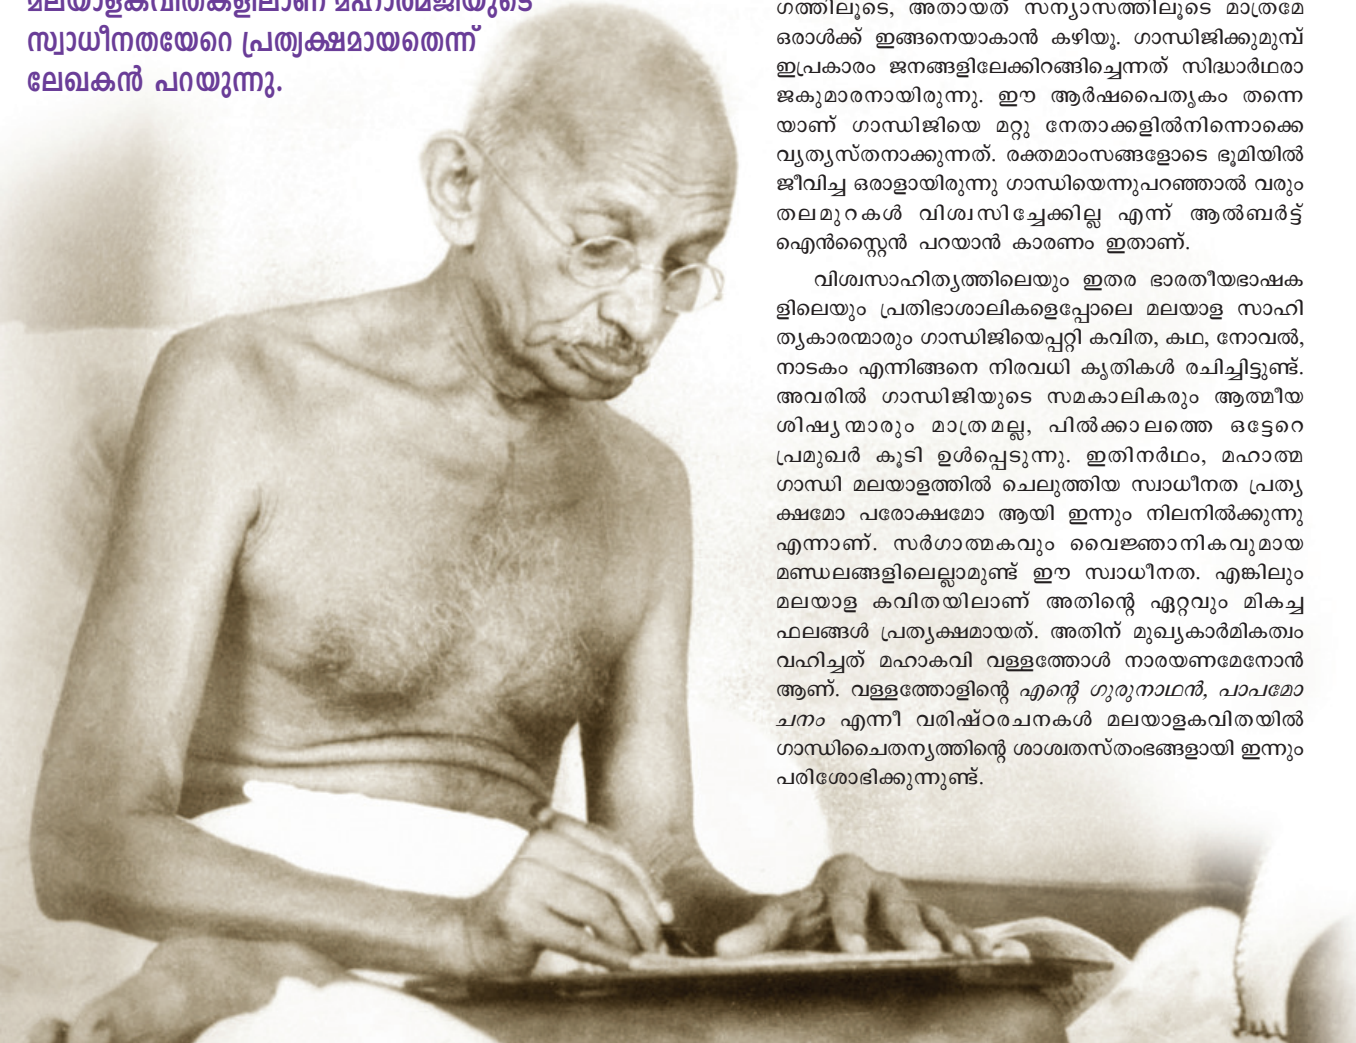 മലയാളകവിതകളിലാണ് മഹാത്മജിയുടെ
സ്വാധീനതയേറെ പ്രത്യക്ഷമായതെന്ന്
ലേഖകൻ പറയുന്നു.
ഗത്തിലൂടെ, അതായത് സന്യാസത്തിലൂടെ മാത്രമേ
ഒരാൾക്ക് ഇങ്ങനെയാകാൻ കഴിയൂ. ഗാന്ധിജിക്കുമുമ്പ്
ഇപ്രകാരം ജനങ്ങളിലേക്കിറങ്ങിച്ചെന്നത് സിദ്ധാർഥരാ
ജകുമാരനായിരുന്നു. ഈ ആർഷപൈതൃകം തന്നെ
യാണ് ഗാന്ധിജിയെ മറ്റു നേതാക്കളിൽനിന്നൊക്കെ
വ്യത്യസ്തനാക്കുന്നത്. രക്തമാംസങ്ങളോടെ ഭൂമിയിൽ
ജീവിച്ച ഒരാളായിരുന്നു ഗാന്ധിയെന്നുപറഞ്ഞാൽ വരും
തലമുറകൾ വിശ്വസിച്ചേക്കില്ല എന്ന് ആൽബർട്ട്
ഐൻസ്റ്റൈൻ പറയാൻ കാരണം ഇതാണ്.
വിശ്വസാഹിത്യത്തിലെയും ഇതര ഭാരതീയഭാഷക
ളിലെയും പ്രതിഭാശാലികളെപ്പോലെ മലയാള സാഹി
ത്യകാരന്മാരും ഗാന്ധിജിയെപ്പറ്റി കവിത, കഥ, നോവൽ,
നാടകം എന്നിങ്ങനെ നിരവധി കൃതികൾ രചിച്ചിട്ടുണ്ട്.
അവരിൽ ഗാന്ധിജിയുടെ സമകാലികരും ആത്മീയ
ശിഷ്യന്മാരും മാത്രമല്ല, പിൽക്കാലത്തെ ഒട്ടേറെ
പ്രമുഖർ കൂടി ഉൾപ്പെടുന്നു. ഇതിനർഥം, മഹാത്മ
ഗാന്ധി മലയാളത്തിൽ ചെലുത്തിയ സ്വാധീനത പ്രത്യ
ക്ഷമോ പരോക്ഷമോ ആയി ഇന്നും നിലനിൽക്കുന്നു
എന്നാണ്. സർഗാത്മകവും വൈജ്ഞാനികവുമായ
മണ്ഡലങ്ങളിലെല്ലാമുണ്ട് ഈ സ്വാധീനത. എങ്കിലും
മലയാള കവിതയിലാണ് അതിന്റെ ഏറ്റവും മികച്ച
ഫലങ്ങൾ പ്രത്യക്ഷമായത്. അതിന് മുഖ്യകാർമികത്വം
വഹിച്ചത് മഹാകവി വള്ളത്തോൾ നാരയണമേനോൻ
ആണ്. വള്ളത്തോളിന്റെ എന്റെ ഗുരുനാഥൻ, പാപമോ
ചനം എന്നീ വരിഷ്ഠരചനകൾ മലയാളകവിതയിൽ
ഗാന്ധിചൈതന്യത്തിന്റെ ശാശ്വതസ്തംഭങ്ങളായി ഇന്നും
പരിശോഭിക്കുന്നുണ്ട്.